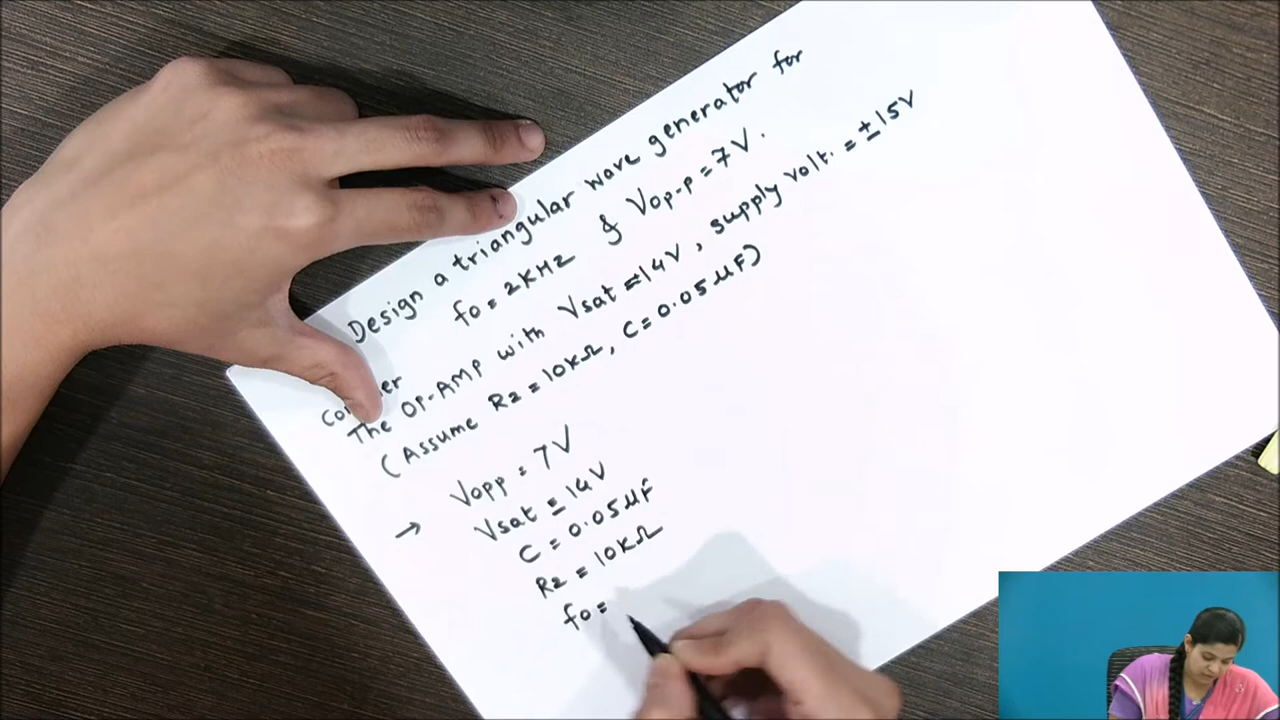 Design a triangular wave generator for
fo = 2KHz & Vop-p = 7V.
The OP-AMP with Vsat = 14V, supply volt. = ±15V
(Assume R2 = 10KΩ, C = 0.05μF)
→ Vopp = 7V
Vsat = 14V
C = 0.05μF
R2 = 10KΩ
fo =